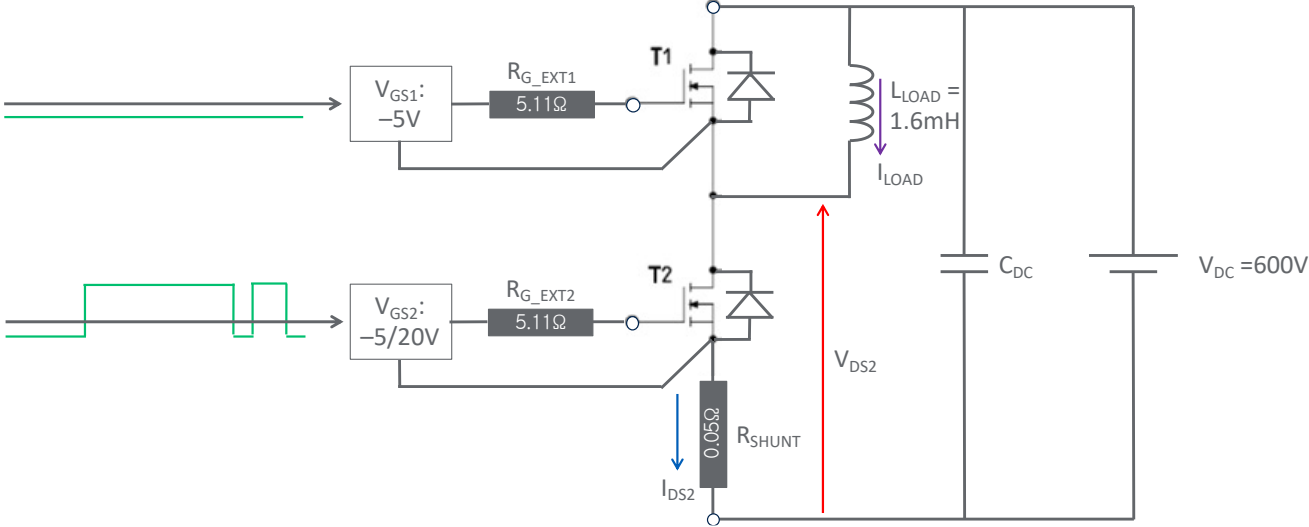 T1
R_G_EXT1
5.11Ω
V_GS1:
–5V
L_LOAD =
1.6mH
I_LOAD
T2
R_G_EXT2
5.11Ω
V_GS2:
–5/20V
C_DC
V_DC =600V
V_DS2
0.05Ω
R_SHUNT
I_DS2